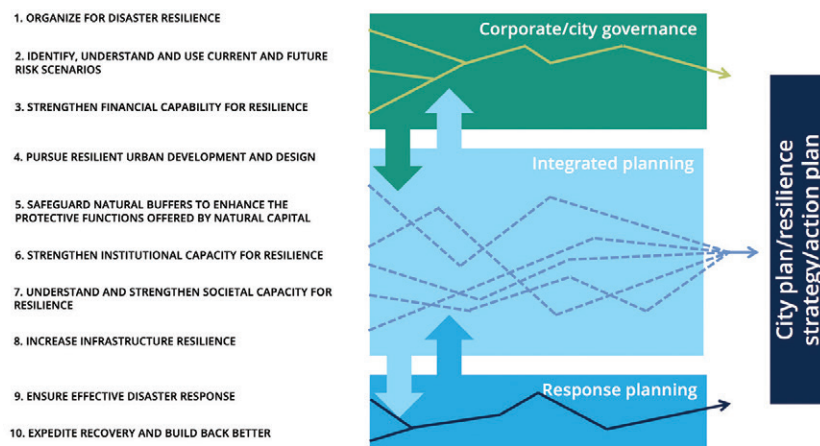 1. ORGANIZE FOR DISASTER RESILIENCE
2. IDENTIFY, UNDERSTAND AND USE CURRENT AND FUTURE
RISK SCENARIOS
3. STRENGTHEN FINANCIAL CAPABILITY FOR RESILIENCE
4. PURSUE RESILIENT URBAN DEVELOPMENT AND DESIGN
5. SAFEGUARD NATURAL BUFFERS TO ENHANCE THE
PROTECTIVE FUNCTIONS OFFERED BY NATURAL CAPITAL
6. STRENGTHEN INSTITUTIONAL CAPACITY FOR RESILIENCE
7. UNDERSTAND AND STRENGTHEN SOCIETAL CAPACITY FOR
RESILIENCE
8. INCREASE INFRASTRUCTURE RESILIENCE
9. ENSURE EFFECTIVE DISASTER RESPONSE
10. EXPEDITE RECOVERY AND BUILD BACK BETTER
Corporate/city governance
Integrated planning
Response planning
City plan/resilience
strategy/action plan